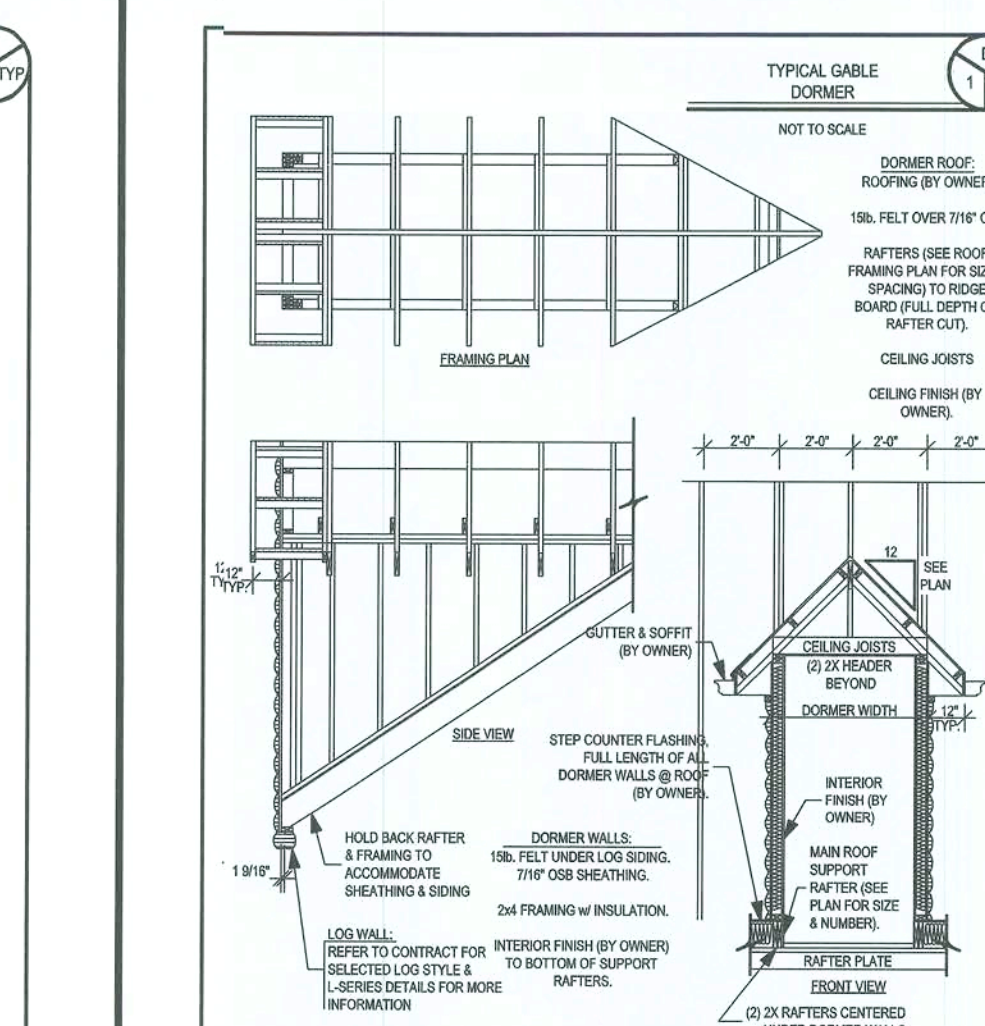 TYP
TYPICAL GABLE
DORMER
1
NOT TO SCALE
DORMER ROOF:
ROOFING (BY OWNER
15lb. FELT OVER 7/16"
RAFTERS (SEE ROOF
FRAMING PLAN FOR
SPACING) TO RIDGE
BOARD (FULL DEPTH
RAFTER CUT).
CEILING JOISTS
CEILING FINISH (BY
OWNER).
FRAMING PLAN
2'-0" 2'-0" 2'-0" 2'-0"
12
SEE
PLAN
12"
TYP.
GUTTER & SOFFIT
(BY OWNER)
CEILING JOISTS
(2) 2X HEADER
BEYOND
DORMER WIDTH
12"
TYP.
SIDE VIEW
STEP COUNTER FLASHING,
FULL LENGTH OF ALL
DORMER WALLS @ ROOF
(BY OWNER).
INTERIOR
FINISH (BY
OWNER)
MAIN ROOF
SUPPORT
RAFTER (SEE
PLAN FOR SIZE
& NUMBER).
HOLD BACK RAFTER
& FRAMING TO
ACCOMMODATE
SHEATHING & SIDING
1 9/16"
DORMER WALLS:
15lb. FELT UNDER LOG SIDING.
7/16" OSB SHEATHING.
2x4 FRAMING w/ INSULATION.
INTERIOR FINISH (BY OWNER)
TO BOTTOM OF SUPPORT
RAFTERS.
LOG WALL:
REFER TO CONTRACT FOR
SELECTED LOG STYLE &
L-SERIES DETAILS FOR MORE
INFORMATION
RAFTER PLATE
FRONT VIEW
(2) 2X RAFTERS CENTERED
UNDER DORMER WALLS